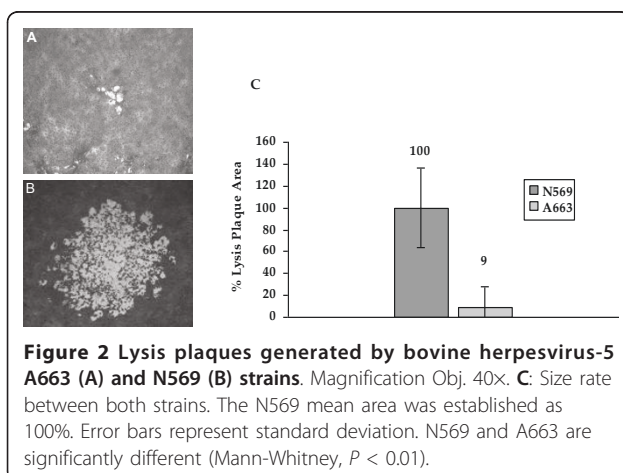 A
B
C
% Lysis Plaque Area
160
140
120
100
80
60
40
20
0
100
9
N569
A663
Figure 2 Lysis plaques generated by bovine herpesvirus-5
A663 (A) and N569 (B) strains. Magnification Obj. 40×. C: Size rate
between both strains. The N569 mean area was established as
100%. Error bars represent standard deviation. N569 and A663 are
significantly different (Mann-Whitney, P < 0.01).